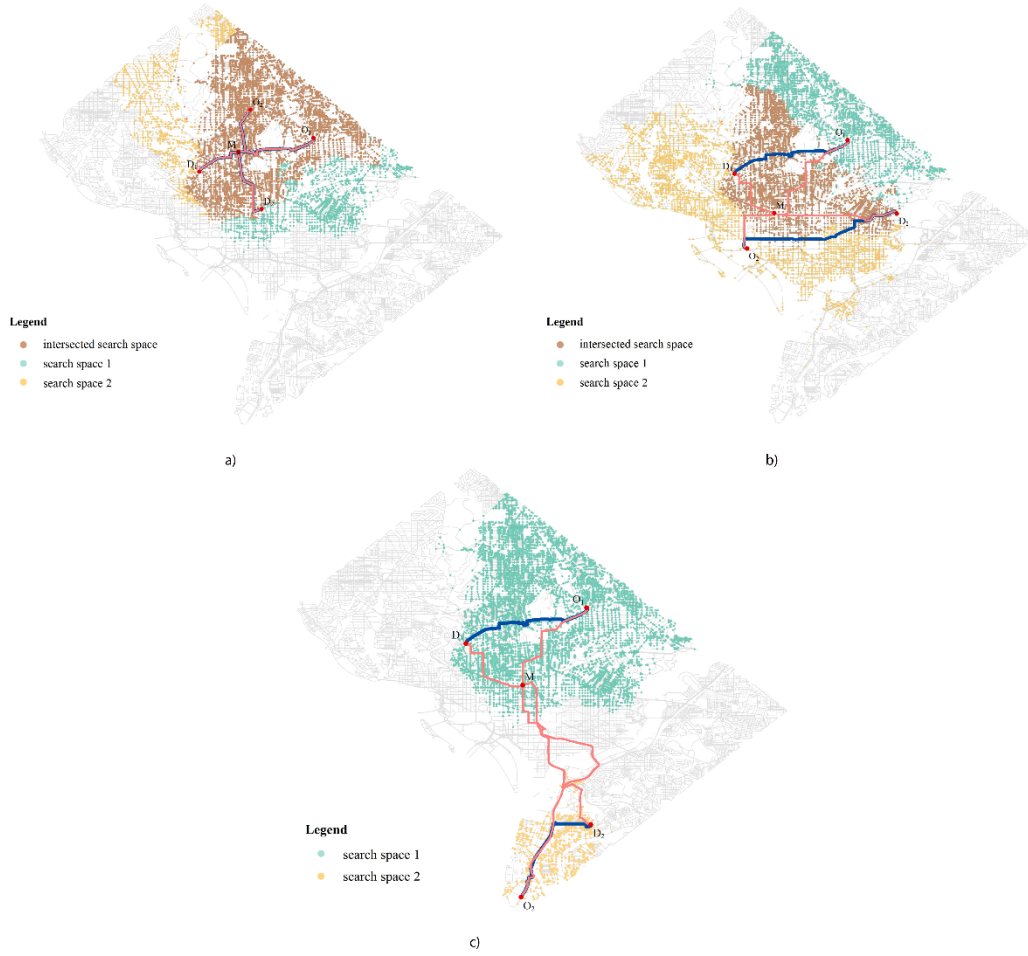 O₂
O₁
M
D₁
D₂
Legend
intersected search space
search space 1
search space 2
a)
O₁
D₁
M
D₂
O₂
Legend
intersected search space
search space 1
search space 2
b)
O₁
D₁
M
D₂
O₂
Legend
search space 1
search space 2
c)